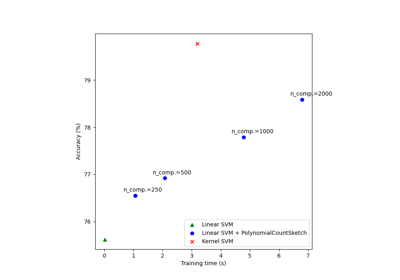 n_comp.=2000
79
n_comp.=1000
78
Accuracy (%)
n_comp.=500
77
n_comp.=250
76
Linear SVM
Linear SVM + PolynomialCountSketch
Kernel SVM
0 1 2 3 4 5 6 7
Training time (s)